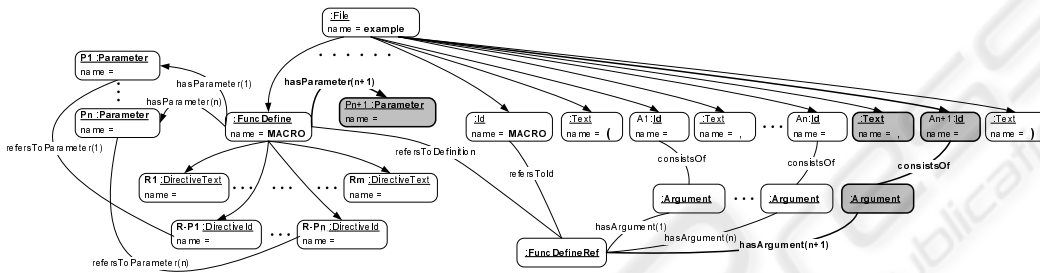 :File
name = example
P1 :Parameter
name =
hasParameter(1)
hasParameter(n+1)
hasParameter(n)
Pn+1 :Parameter
name =
Pn :Parameter
name =
:FuncDefine
name = MACRO
:Id
name = MACRO
:Text
name = (
A1:Id
name =
:Text
name = ,
. . .
An:Id
name =
:Text
name = ,
An+1:Id
name =
:Text
name = )
refersToParameter(1)
refersToDefinition
refersToId
consistsOf
consistsOf
consistsOf
R1 :DirectiveText
name =
Rm :DirectiveText
name =
:Argument
. . .
:Argument
:Argument
R-P1 :DirectiveId
name =
R-Pn :DirectiveId
name =
hasArgument(1)
hasArgument(n)
hasArgument(n+1)
:FuncDefineRef
refersToParameter(n)